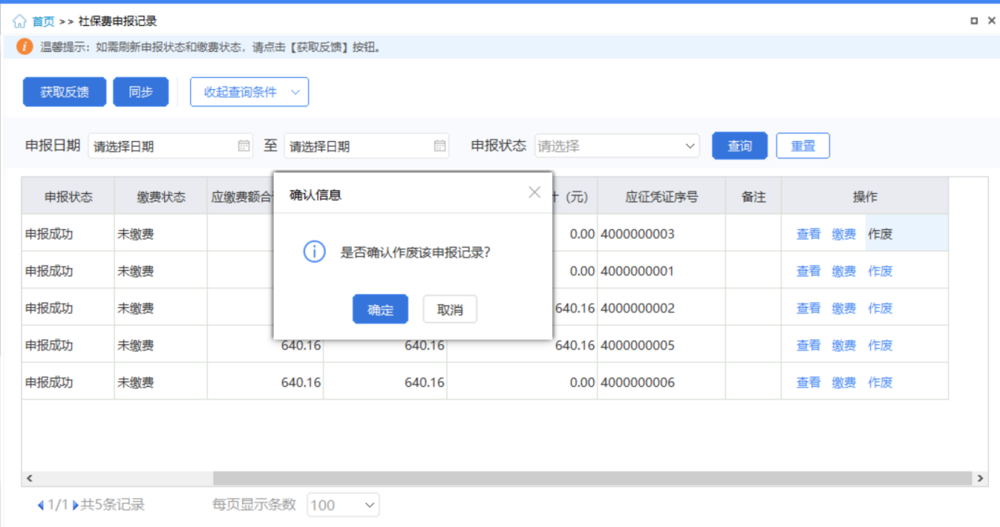 首页 >> 社保费申报记录
温馨提示：如需刷新申报状态和缴费状态，请点击【获取反馈】按钮。
获取反馈 同步 收起查询条件
申报日期 请选择日期 至 请选择日期 申报状态 请选择 查询 重置
申报状态 缴费状态 应缴费额合 （元） 应征凭证序号 备注 操作
申报成功 未缴费 0.00 4000000003 查看 缴费 作废
申报成功 未缴费 0.00 4000000001 查看 缴费 作废
申报成功 未缴费 640.16 4000000002 查看 缴费 作废
申报成功 未缴费 640.16 640.16 640.16 4000000005 查看 缴费 作废
申报成功 未缴费 640.16 640.16 0.00 4000000006 查看 缴费 作废
确认信息
是否确认作废该申报记录？
确定 取消
1/1 共5条记录 每页显示条数 100